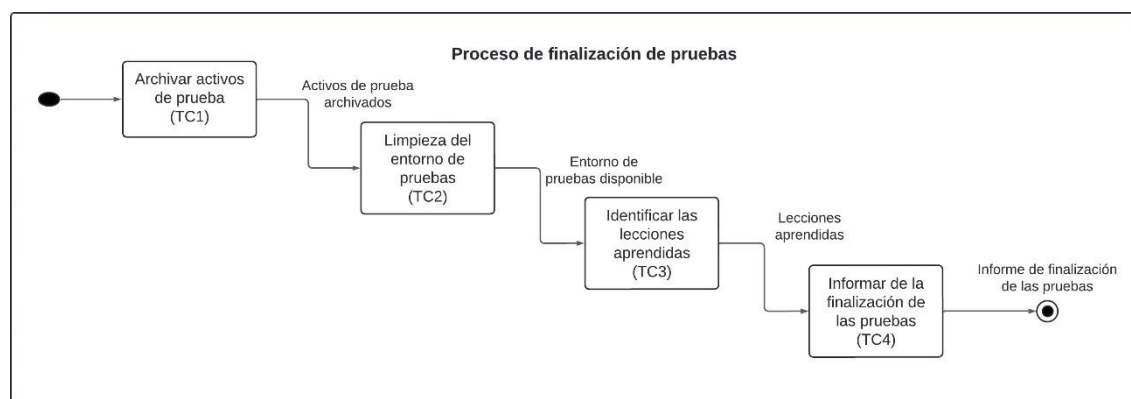 Proceso de finalización de pruebas
Archivar activos
de prueba
(TC1)
Activos de prueba
archivados
Limpieza del
entorno de
pruebas
(TC2)
Entorno de
pruebas disponible
Identificar las
lecciones
aprendidas
(TC3)
Lecciones
aprendidas
Informar de la
finalización de
las pruebas
(TC4)
Informe de finalización
de las pruebas